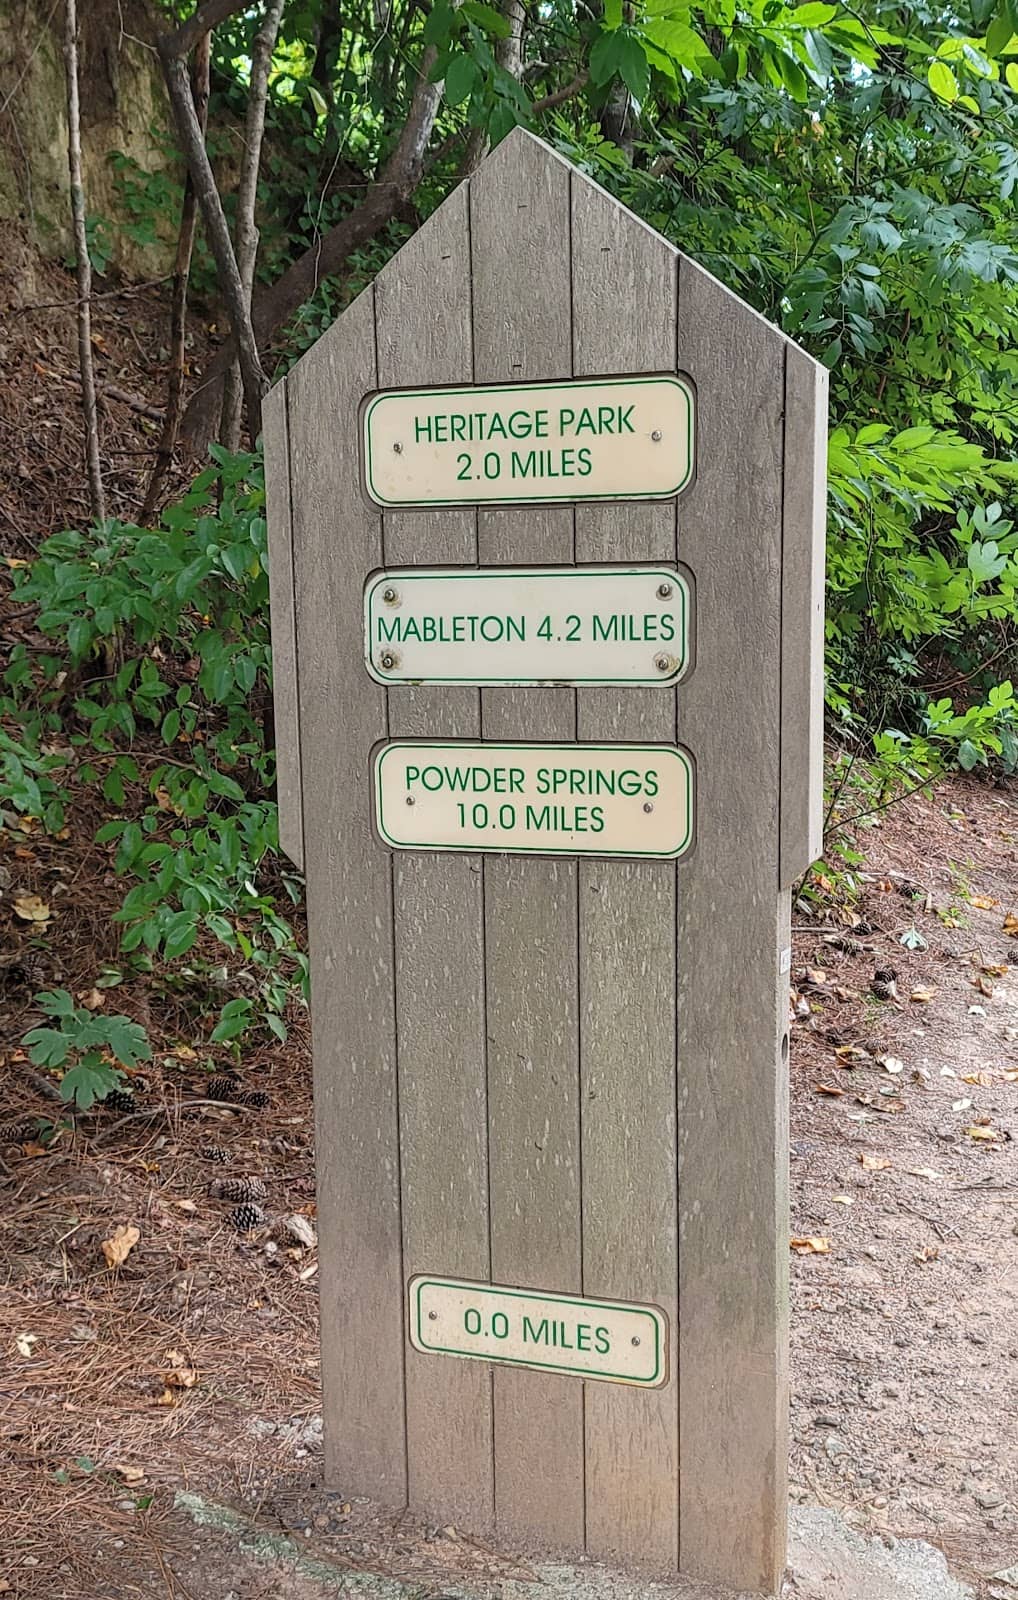 HERITAGE PARK
2.0 MILES
MABLETON 4.2 MILES
POWDER SPRINGS
10.0 MILES
0.0 MILES